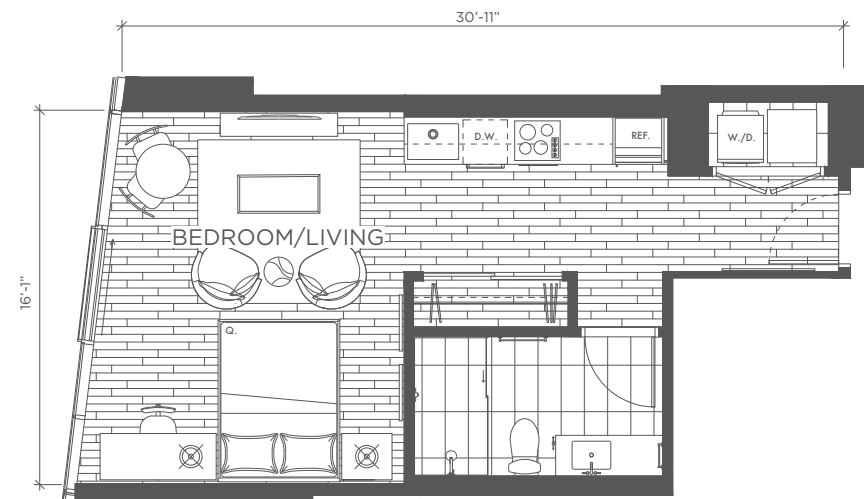 30'-11"
D.W.
REF.
W./D.
BEDROOM/LIVING
16'-1"
Q.